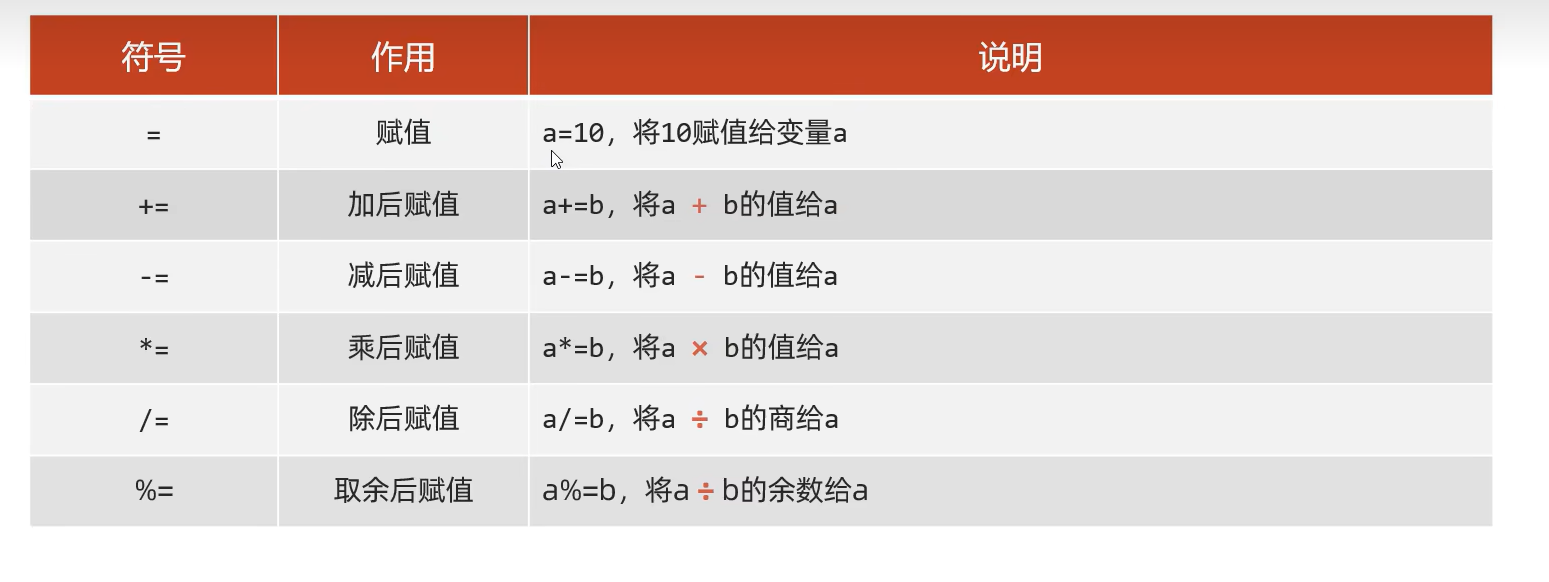 符号 作用 说明
= 赋值 a=10，将10赋值给变量a
+= 加后赋值 a+=b，将a + b的值给a
-= 减后赋值 a-=b，将a - b的值给a
*= 乘后赋值 a*=b，将a × b的值给a
/= 除后赋值 a/=b，将a ÷ b的商给a
%= 取余后赋值 a%=b，将a÷b的余数给a